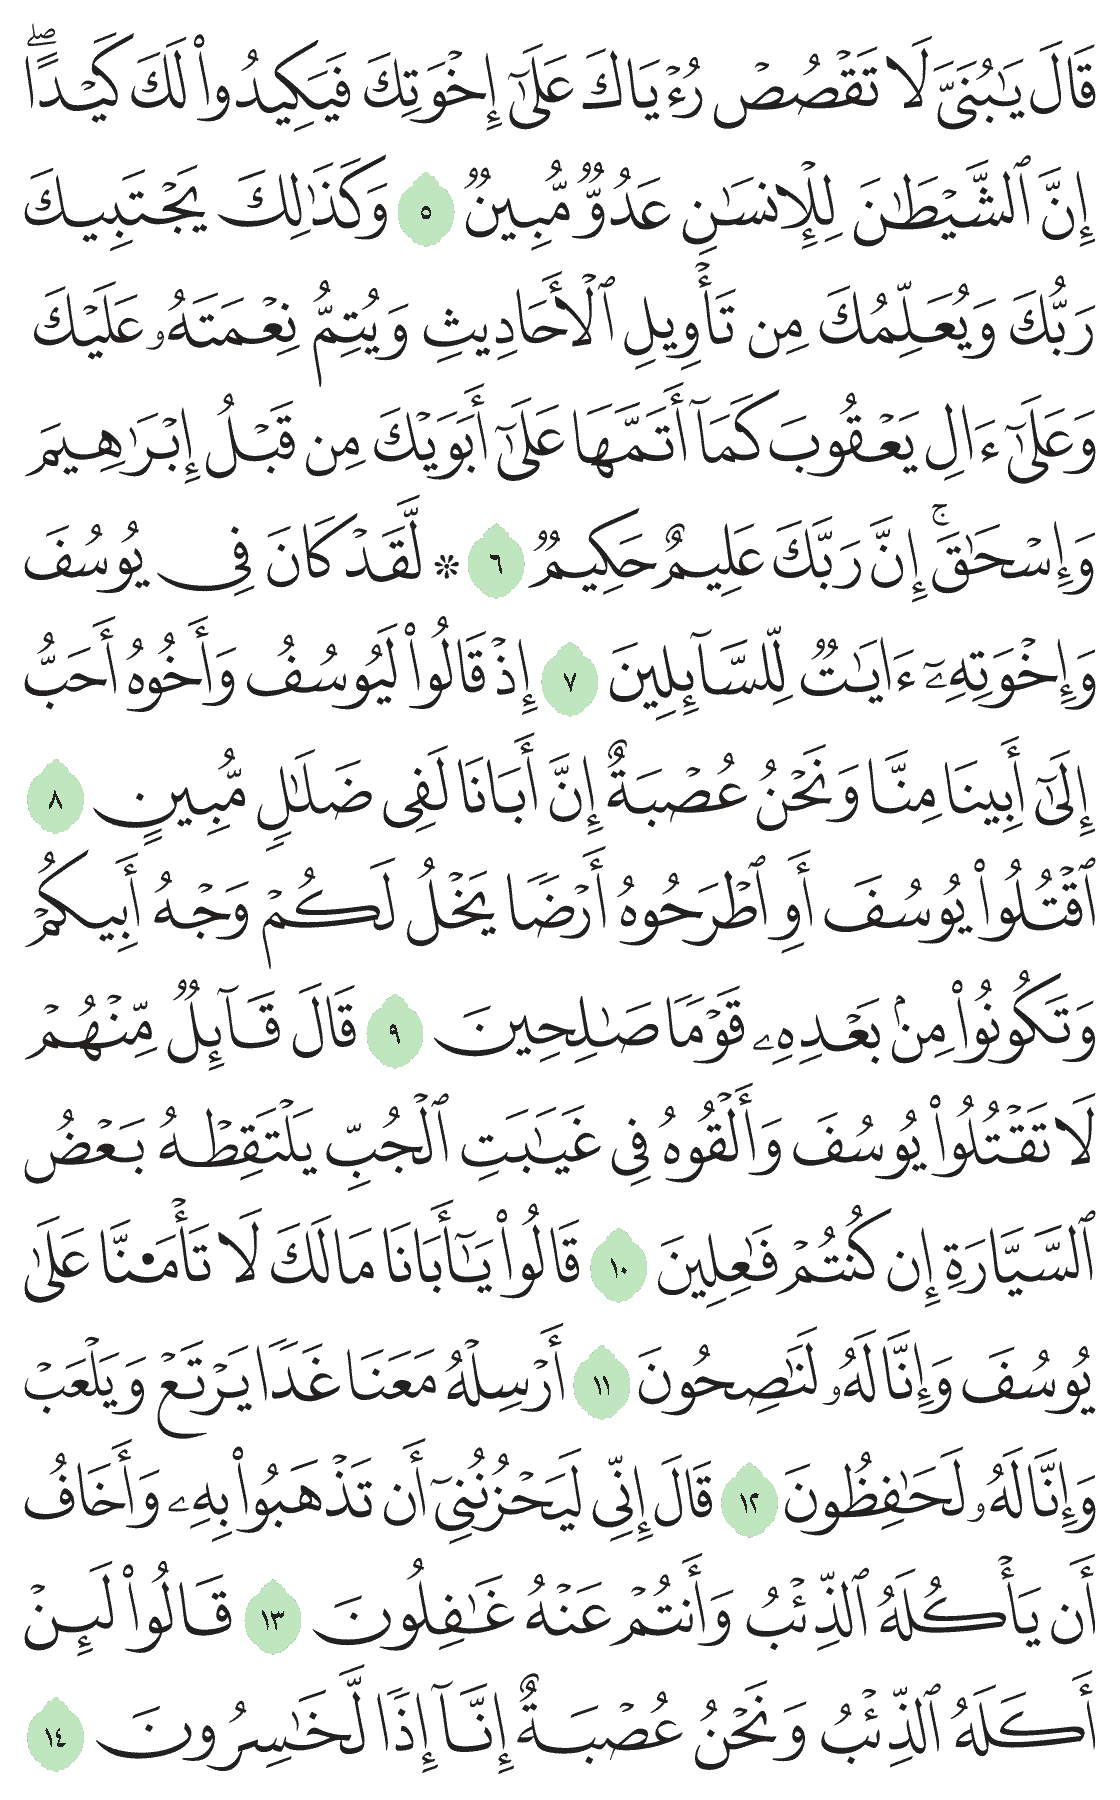 قَالَ يَٰبُنَيَّ لَا تَقۡصُصۡ رُءۡيَاكَ عَلَىٰٓ إِخۡوَتِكَ فَيَكِيدُواْ لَكَ كَيۡدًاۖ
إِنَّ ٱلشَّيۡطَٰنَ لِلۡإِنسَٰنِ عَدُوّٞ مُّبِينٞ ٥ وَكَذَٰلِكَ يَجۡتَبِيكَ
رَبُّكَ وَيُعَلِّمُكَ مِن تَأۡوِيلِ ٱلۡأَحَادِيثِ وَيُتِمُّ نِعۡمَتَهُۥ عَلَيۡكَ
وَعَلَىٰٓ ءَالِ يَعۡقُوبَ كَمَآ أَتَمَّهَا عَلَىٰٓ أَبَوَيۡكَ مِن قَبۡلُ إِبۡرَٰهِيمَ
وَإِسۡحَٰقَۚ إِنَّ رَبَّكَ عَلِيمٌ حَكِيمٞ ٦ ۞ لَّقَدۡ كَانَ فِي يُوسُفَ
وَإِخۡوَتِهِۦٓ ءَايَٰتٞ لِّلسَّآئِلِينَ ٧ إِذۡ قَالُواْ لَيُوسُفُ وَأَخُوهُ أَحَبُّ
إِلَىٰٓ أَبِينَا مِنَّا وَنَحۡنُ عُصۡبَةٌ إِنَّ أَبَانَا لَفِي ضَلَٰلٖ مُّبِينٍ ٨
ٱقۡتُلُواْ يُوسُفَ أَوِ ٱطۡرَحُوهُ أَرۡضٗا يَخۡلُ لَكُمۡ وَجۡهُ أَبِيكُمۡ
وَتَكُونُواْ مِنۢ بَعۡدِهِۦ قَوۡمٗا صَٰلِحِينَ ٩ قَالَ قَآئِلٞ مِّنۡهُمۡ
لَا تَقۡتُلُواْ يُوسُفَ وَأَلۡقُوهُ فِي غَيَٰبَتِ ٱلۡجُبِّ يَلۡتَقِطۡهُ بَعۡضُ
ٱلسَّيَّارَةِ إِن كُنتُمۡ فَٰعِلِينَ ١٠ قَالُواْ يَٰٓأَبَانَا مَا لَكَ لَا تَأۡمَ۬نَّا عَلَىٰ
يُوسُفَ وَإِنَّا لَهُۥ لَنَٰصِحُونَ ١١ أَرۡسِلۡهُ مَعَنَا غَدٗا يَرۡتَعۡ وَيَلۡعَبۡ
وَإِنَّا لَهُۥ لَحَٰفِظُونَ ١٢ قَالَ إِنِّي لَيَحۡزُنُنِيٓ أَن تَذۡهَبُواْ بِهِۦ وَأَخَافُ
أَن يَأۡكُلَهُ ٱلذِّئۡبُ وَأَنتُمۡ عَنۡهُ غَٰفِلُونَ ١٣ قَالُواْ لَئِنۡ
أَكَلَهُ ٱلذِّئۡبُ وَنَحۡنُ عُصۡبَةٌ إِنَّآ إِذٗا لَّخَٰسِرُونَ ١٤